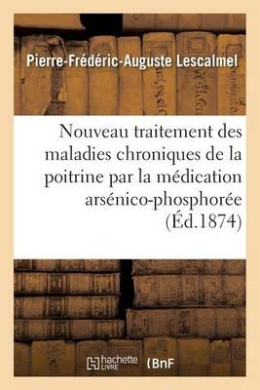 Pierre-Frédéric-Auguste Lescalmel
Nouveau traitement des maladies chroniques
de la poitrine par la médication
arsénico-phosphorée
(Éd.1874)
hachette
LIVRE
(BnF